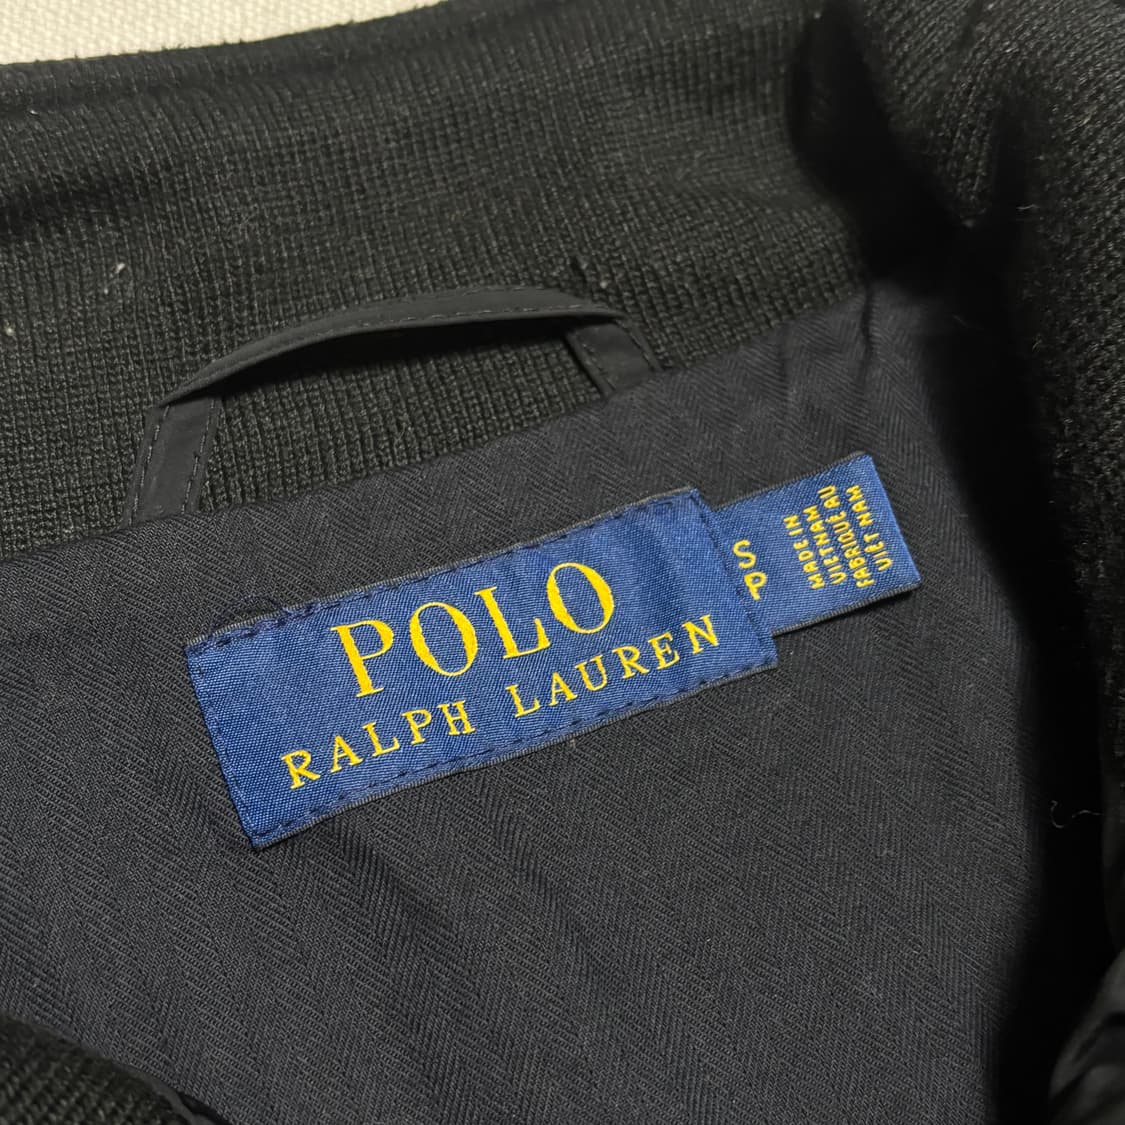 POLO
RALPH LAUREN
S
P
MADE IN
VIETNAM
FABRIQUÉ AU
VIÊT NAM